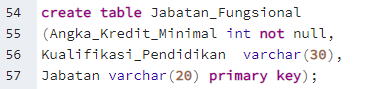 54 create table Jabatan_Fungsional
55 (Angka_Kredit_Minimal int not null,
56 Kualifikasi_Pendidikan  varchar(30),
57 Jabatan varchar(20) primary key);